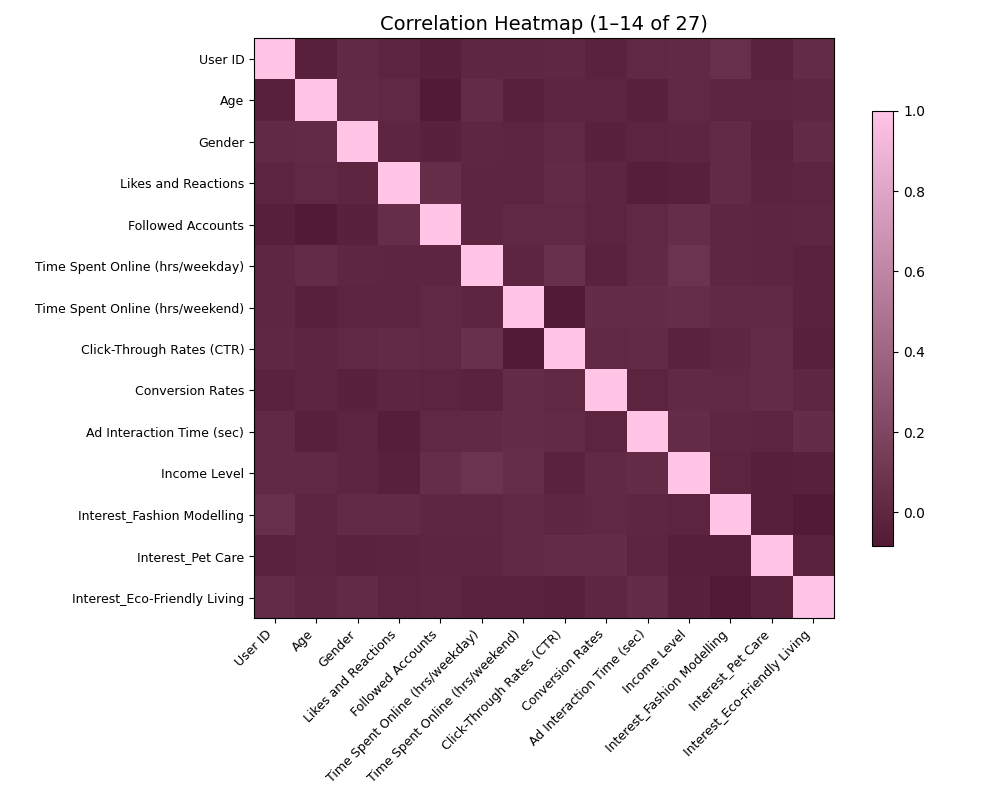 Correlation Heatmap (1–14 of 27)
User ID
Age
Gender
Likes and Reactions
Followed Accounts
Time Spent Online (hrs/weekday)
Time Spent Online (hrs/weekend)
Click-Through Rates (CTR)
Conversion Rates
Ad Interaction Time (sec)
Income Level
Interest_Fashion Modelling
Interest_Pet Care
Interest_Eco-Friendly Living
User ID
Age
Gender
Likes and Reactions
Followed Accounts
Time Spent Online (hrs/weekday)
Time Spent Online (hrs/weekend)
Click-Through Rates (CTR)
Conversion Rates
Ad Interaction Time (sec)
Income Level
Interest_Fashion Modelling
Interest_Pet Care
Interest_Eco-Friendly Living
1.0
0.8
0.6
0.4
0.2
0.0